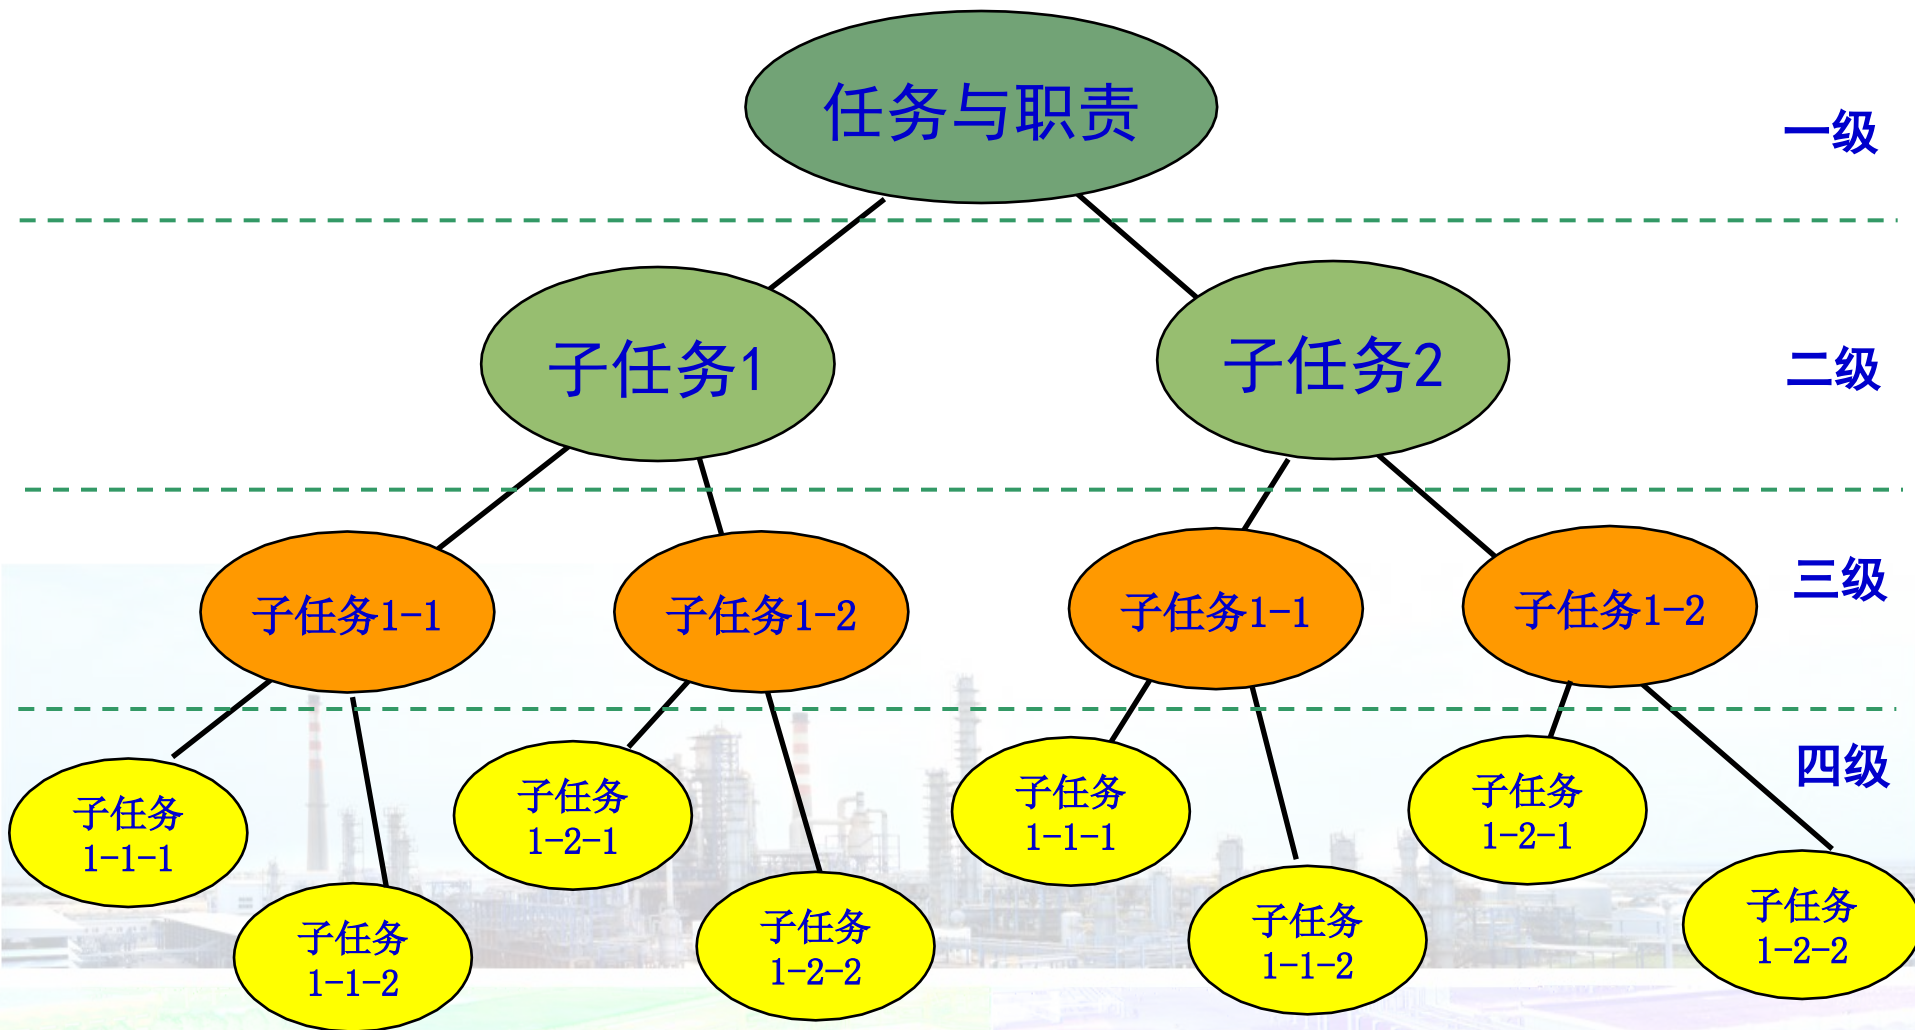 任务与职责
一级
子任务1
子任务2
二级
子任务1-1
子任务1-2
子任务1-1
子任务1-2
三级
四级
子任务
1-1-1
子任务
1-1-2
子任务
1-2-1
子任务
1-2-2
子任务
1-1-1
子任务
1-1-2
子任务
1-2-1
子任务
1-2-2